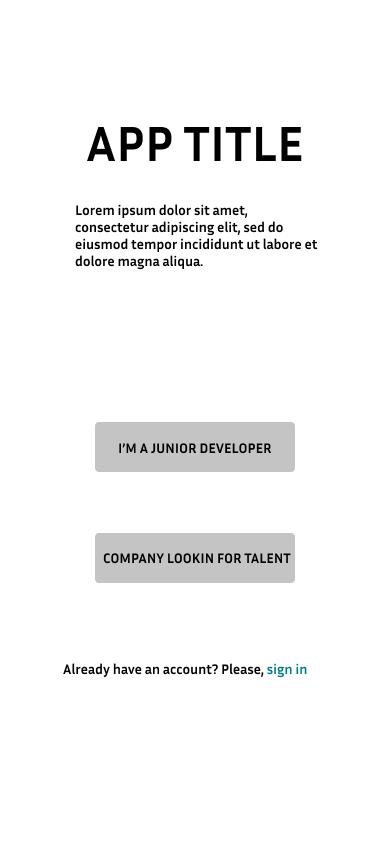 APP TITLE
Lorem ipsum dolor sit amet,
consectetur adipiscing elit, sed do
eiusmod tempor incididunt ut labore et
dolore magna aliqua.
I'M A JUNIOR DEVELOPER
COMPANY LOOKIN FOR TALENT
Already have an account? Please, sign in